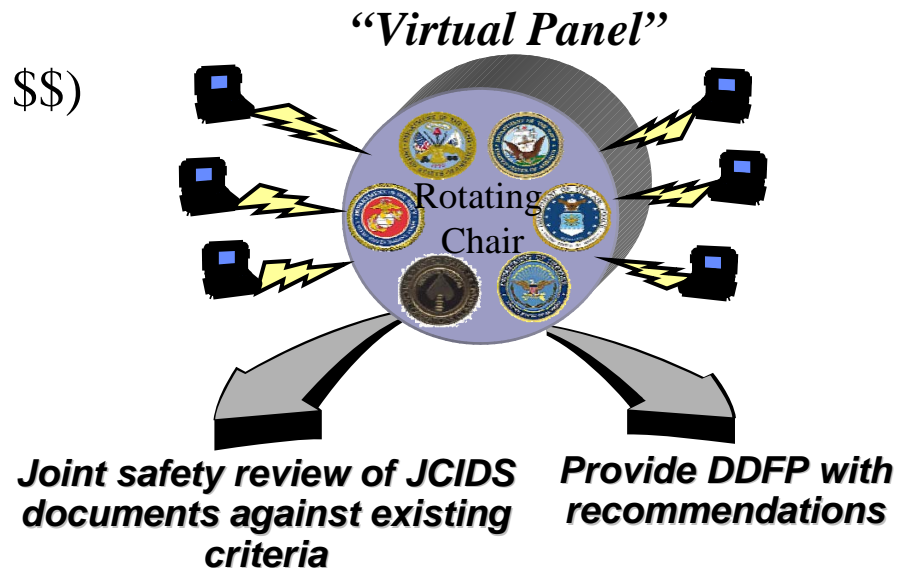 “Virtual Panel”
$$)
Rotating
Chair
Joint safety review of JCIDS
documents against existing
criteria
Provide DDFP with
recommendations